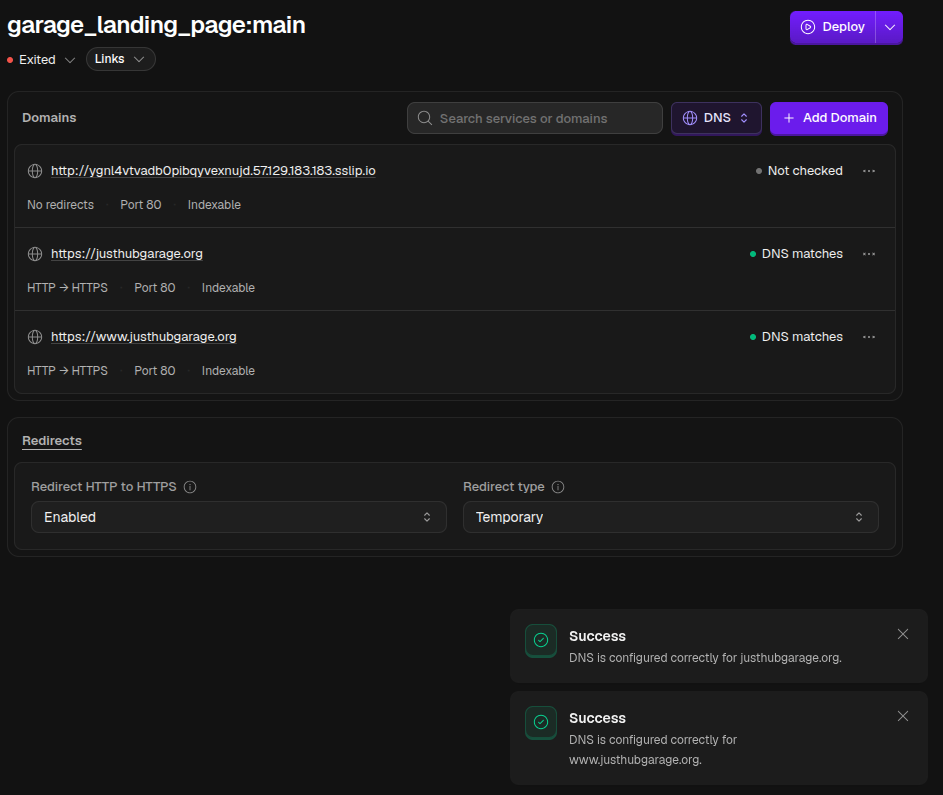 garage_landing_page:main
Deploy
Exited
Links
Domains
Search services or domains
DNS
+ Add Domain
http://ygnl4vtvadb0pibqyvexnujd.57.129.183.183.sslip.io
Not checked
No redirects · Port 80 · Indexable
https://justhubgarage.org
DNS matches
HTTP → HTTPS · Port 80 · Indexable
https://www.justhubgarage.org
DNS matches
HTTP → HTTPS · Port 80 · Indexable
Redirects
Redirect HTTP to HTTPS
Redirect type
Enabled
Temporary
Success
DNS is configured correctly for justhubgarage.org.
Success
DNS is configured correctly for
www.justhubgarage.org.